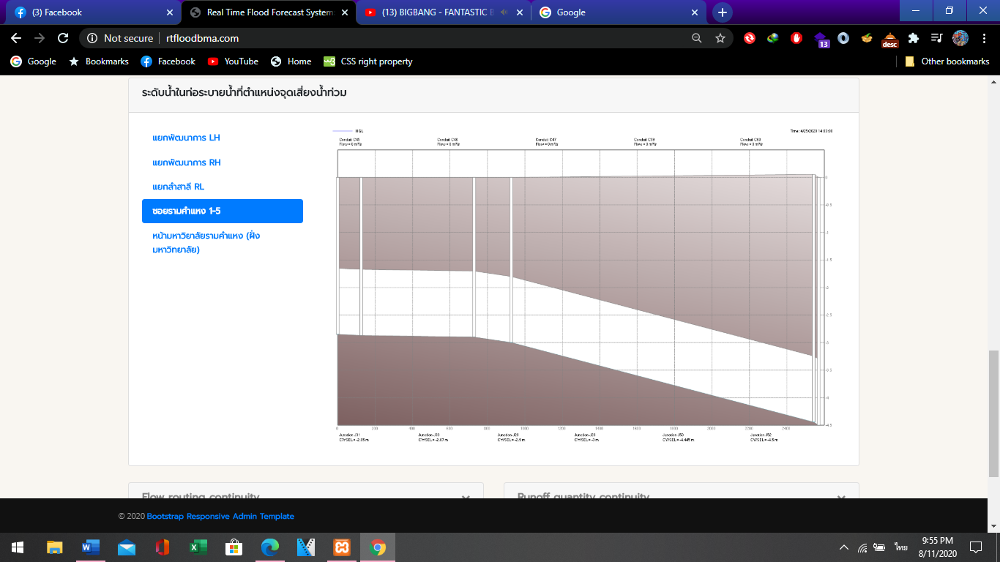 (3) Facebook
Real Time Flood Forecast System
(13) BIGBANG - FANTASTIC B
Google
Not secure
rtfloodbma.com
13
desc
Google
Bookmarks
Facebook
YouTube
Home
CSS right property
Other bookmarks
ระดับน้ำในท่อระบายน้ำที่ตำแหน่งจุดเสี่ยงน้ำท่วม
แยกพัฒนาการ LH
แยกพัฒนาการ RH
แยกลำสาลี RL
ซอยรามคำแหง 1-5
หน้ามหาวิยาลัยรามคำแหง (ฝั่ง
มหาวิทยาลัย)
HGL
Conduit C45
Flow = 0 m³/s
Conduit C46
Flow = 0 m³/s
Conduit C47
Flow = 0 m³/s
Conduit C59
Flow = 0 m³/s
Conduit C60
Flow = 0 m³/s
0
-0.5
-1
-1.5
-2
-2.5
-3
-3.5
-4
-4.5
0 200 400 600 800 1000 1200 1400 1600 1800 2000 2200 2400
Junction J31
CWSEL = -2.85 m
Junction J30
CWSEL = -2.87 m
Junction J29
CWSEL = -2.9 m
Junction J28
CWSEL = -3 m
Junction J53
CWSEL = -4.445 m
Junction J52
CWSEL = -4.5 m
Flow routing continuity
Runoff quantity continuity
© 2020 Bootstrap Responsive Admin Template
ไทย
9:55 PM
8/11/2020